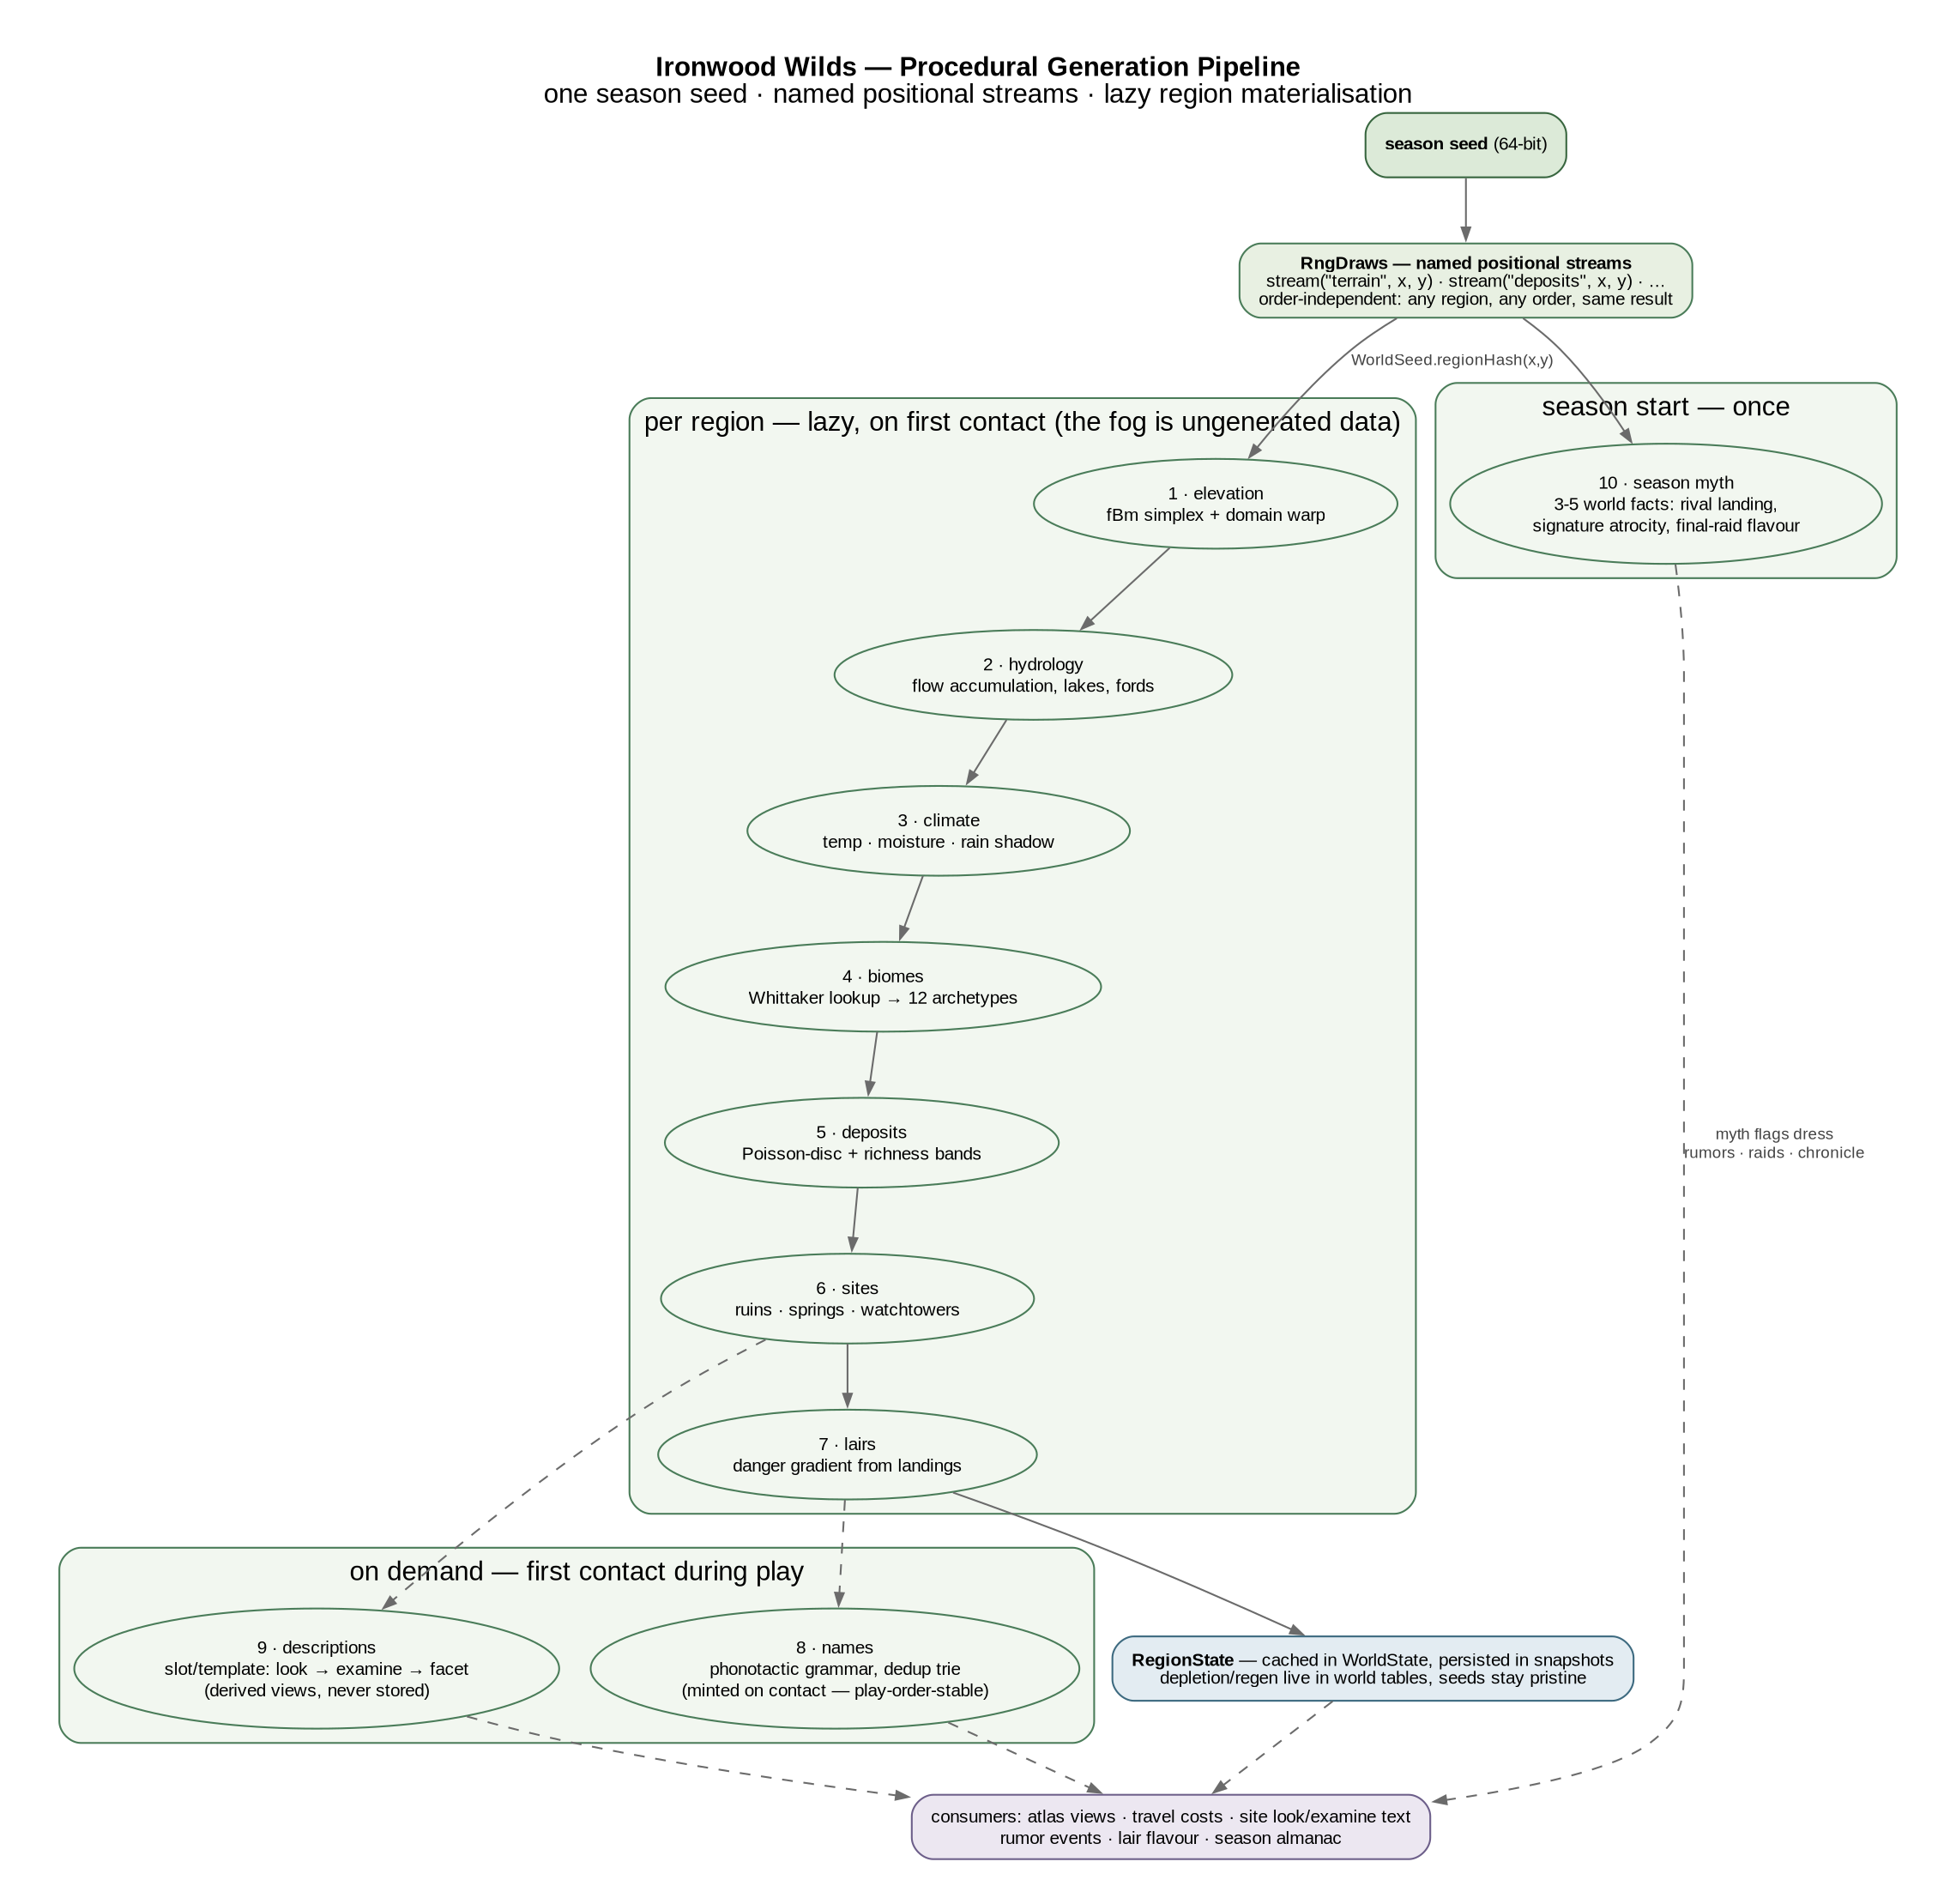 Ironwood Wilds — Procedural Generation Pipeline
one season seed · named positional streams · lazy region materialisation
season seed (64-bit)
RngDraws — named positional streams
stream("terrain", x, y) · stream("deposits", x, y) · …
order-independent: any region, any order, same result
WorldSeed.regionHash(x,y)
per region — lazy, on first contact (the fog is ungenerated data)
season start — once
1 · elevation
fBm simplex + domain warp
10 · season myth
3-5 world facts: rival landing,
signature atrocity, final-raid flavour
2 · hydrology
flow accumulation, lakes, fords
3 · climate
temp · moisture · rain shadow
4 · biomes
Whittaker lookup → 12 archetypes
5 · deposits
Poisson-disc + richness bands
myth flags dress
rumors · raids · chronicle
6 · sites
ruins · springs · watchtowers
7 · lairs
danger gradient from landings
on demand — first contact during play
9 · descriptions
slot/template: look → examine → facet
(derived views, never stored)
8 · names
phonotactic grammar, dedup trie
(minted on contact — play-order-stable)
RegionState — cached in WorldState, persisted in snapshots
depletion/regen live in world tables, seeds stay pristine
consumers: atlas views · travel costs · site look/examine text
rumor events · lair flavour · season almanac